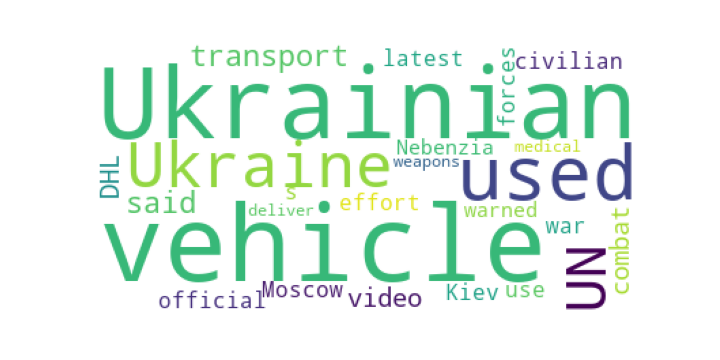 transport
latest
forces
civilian
Ukrainian
DHL
Ukraine
Nebenzia
medical
weapons
used
s
said
deliver
effort
warned
vehicle
war
UN
combat
official
Moscow
video
Kiev
use